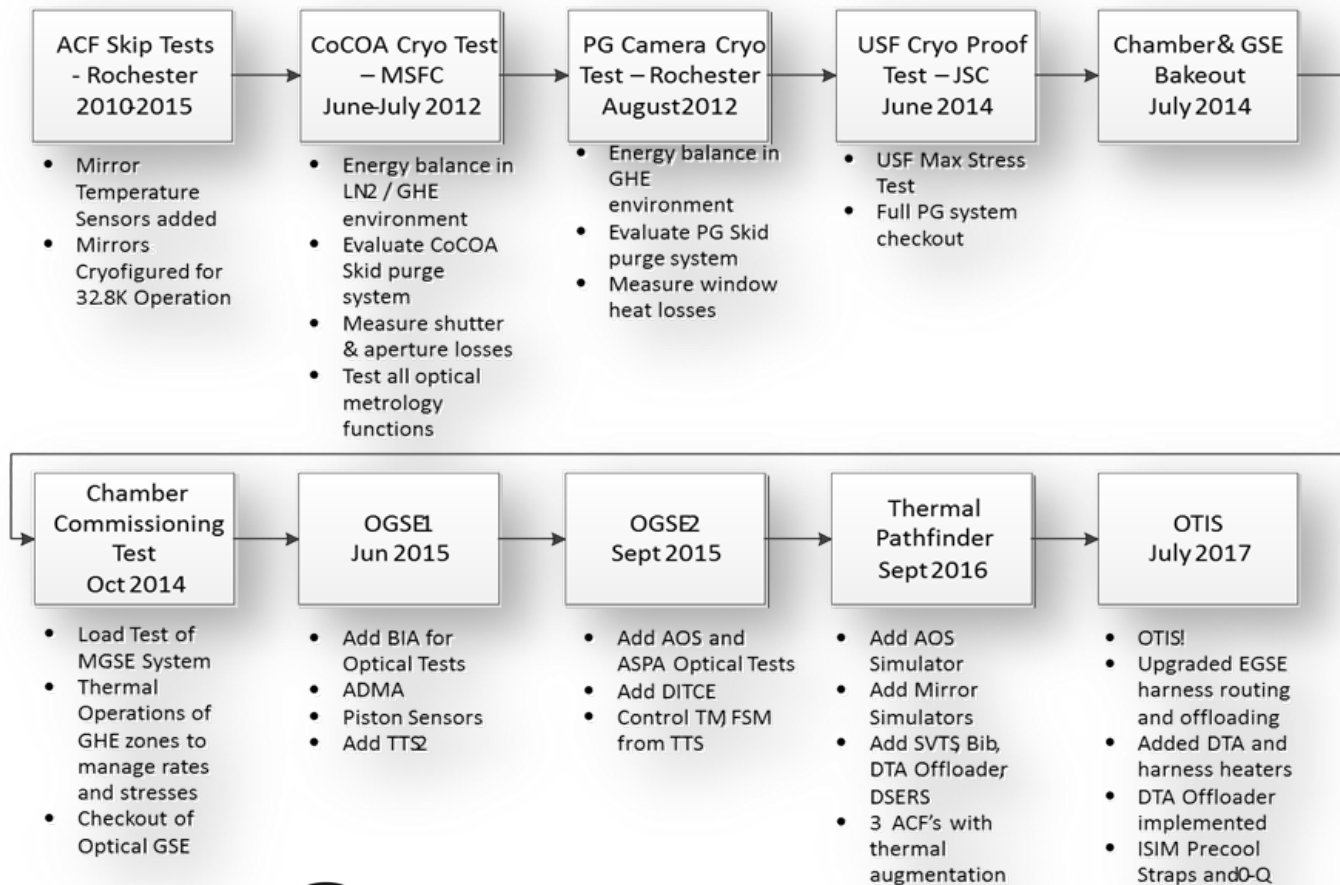 ACF Skip Tests
- Rochester
2010-2015
CoCOA Cryo Test
– MSFC
June-July 2012
PG Camera Cryo
Test – Rochester
August 2012
USF Cryo Proof
Test – JSC
June 2014
Chamber & GSE
Bakeout
July 2014
• Mirror
Temperature
Sensors added
• Mirrors
Cryofigured for
32.8K Operation
• Energy balance in
LN2 / GHE
environment
• Evaluate CoCOA
Skid purge
system
• Measure shutter
& aperture losses
• Test all optical
metrology
functions
• Energy balance in
GHE
environment
• Evaluate PG Skid
purge system
• Measure window
heat losses
• USF Max Stress
Test
• Full PG system
checkout
Chamber
Commissioning
Test
Oct 2014
OGSE1
Jun 2015
OGSE2
Sept 2015
Thermal
Pathfinder
Sept 2016
OTIS
July 2017
• Load Test of
MGSE System
• Thermal
Operations of
GHE zones to
manage rates
and stresses
• Checkout of
Optical GSE
• Add BIA for
Optical Tests
• ADMA
• Piston Sensors
• Add TTS2
• Add AOS and
ASPA Optical Tests
• Add DITCE
• Control TM, FSM
from TTS
• Add AOS
Simulator
• Add Mirror
Simulators
• Add SVTS, Bib,
DTA Offloader,
DSERS
• 3 ACF's with
thermal
augmentation
• OTIS!
• Upgraded EGSE
harness routing
and offloading
• Added DTA and
harness heaters
• DTA Offloader
implemented
• ISIM Precool
Straps and 0-Q